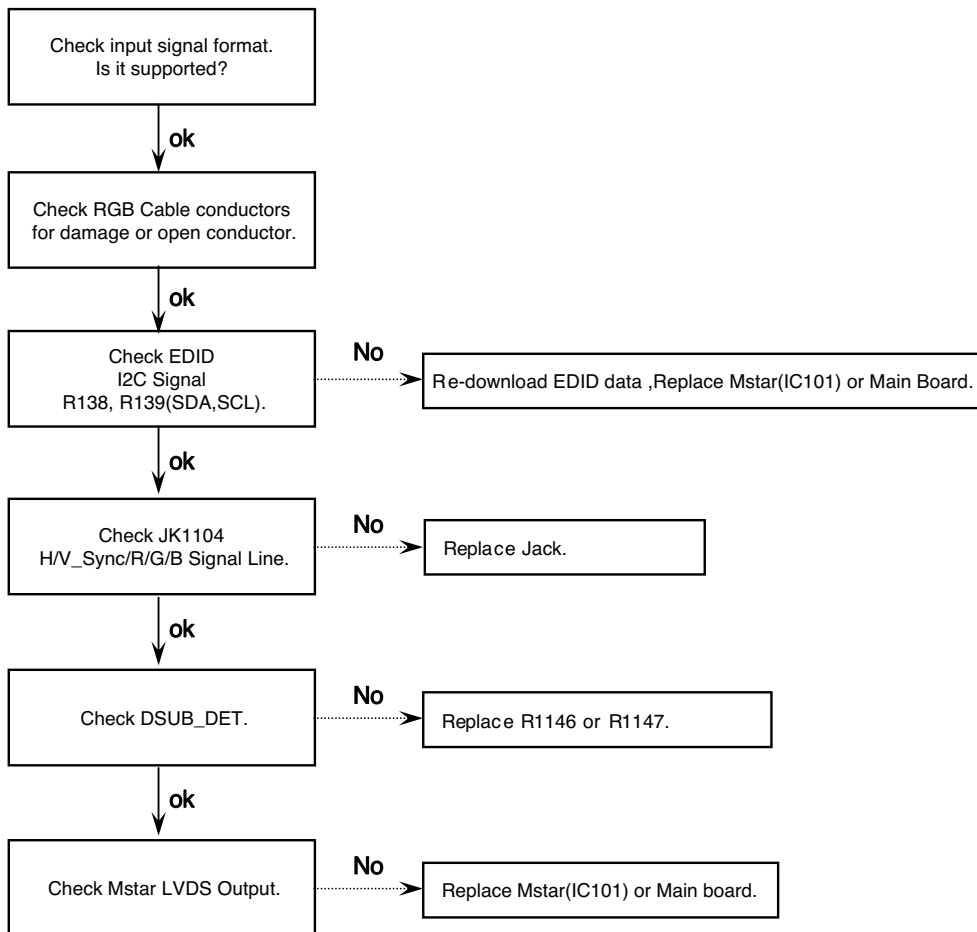 Check input signal format.
Is it supported?
ok
Check RGB Cable conductors
for damage or open conductor.
ok
Check EDID
I2C Signal
R138, R139(SDA,SCL).
No
Re-download EDID data ,Replace Mstar(IC101) or Main Board.
ok
Check JK1104
H/V_Sync/R/G/B Signal Line.
No
Replace Jack.
ok
Check DSUB_DET.
No
Replace R1146 or R1147.
ok
Check Mstar LVDS Output.
No
Replace Mstar(IC101) or Main board.